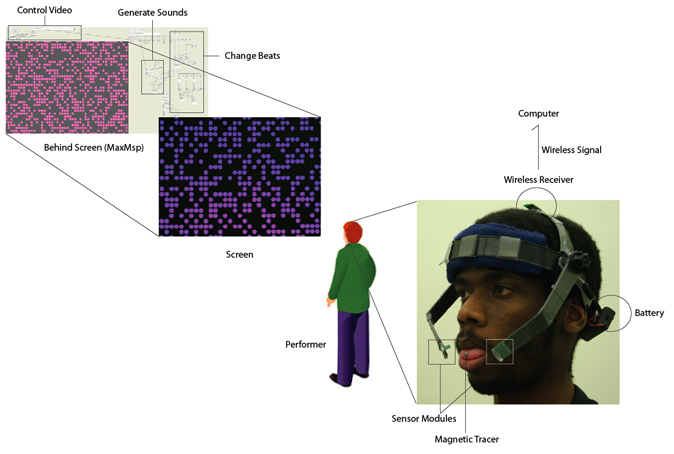 Control Video
Generate Sounds
Change Beats
Behind Screen (MaxMsp)
Screen
Computer
Wireless Signal
Wireless Receiver
Battery
Performer
Sensor Modules
Magnetic Tracer